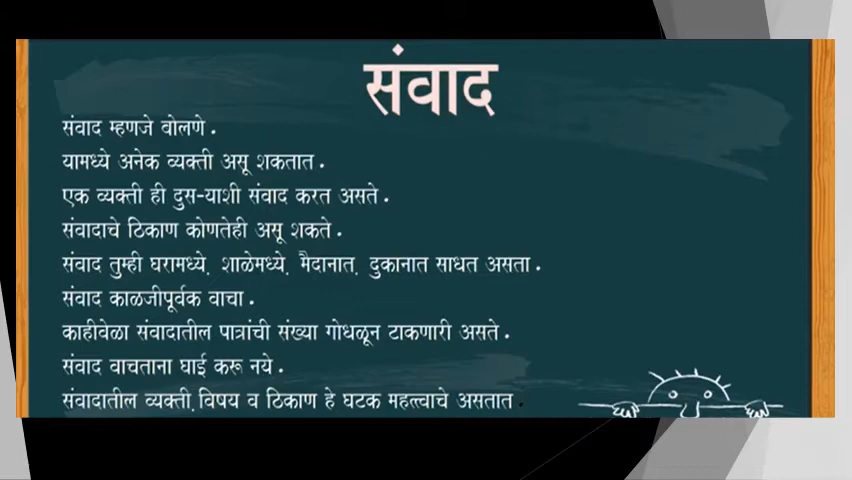 संवाद
संवाद म्हणजे बोलणे.
यामध्ये अनेक व्यक्ती असू शकतात.
एक व्यक्ती ही दुस-याशी संवाद करत असते.
संवादाचे ठिकाण कोणतेही असू शकते.
संवाद तुम्ही घरामध्ये, शाळेमध्ये, मैदानात, दुकानात साधत असता.
संवाद काळजीपूर्वक वाचा.
काहीवेळा संवादातील पात्रांची संख्या गोधळून टाकणारी असते.
संवाद वाचताना घाई करू नये.
संवादातील व्यक्ती, विषय व ठिकाण हे घटक महत्त्वाचे असतात.